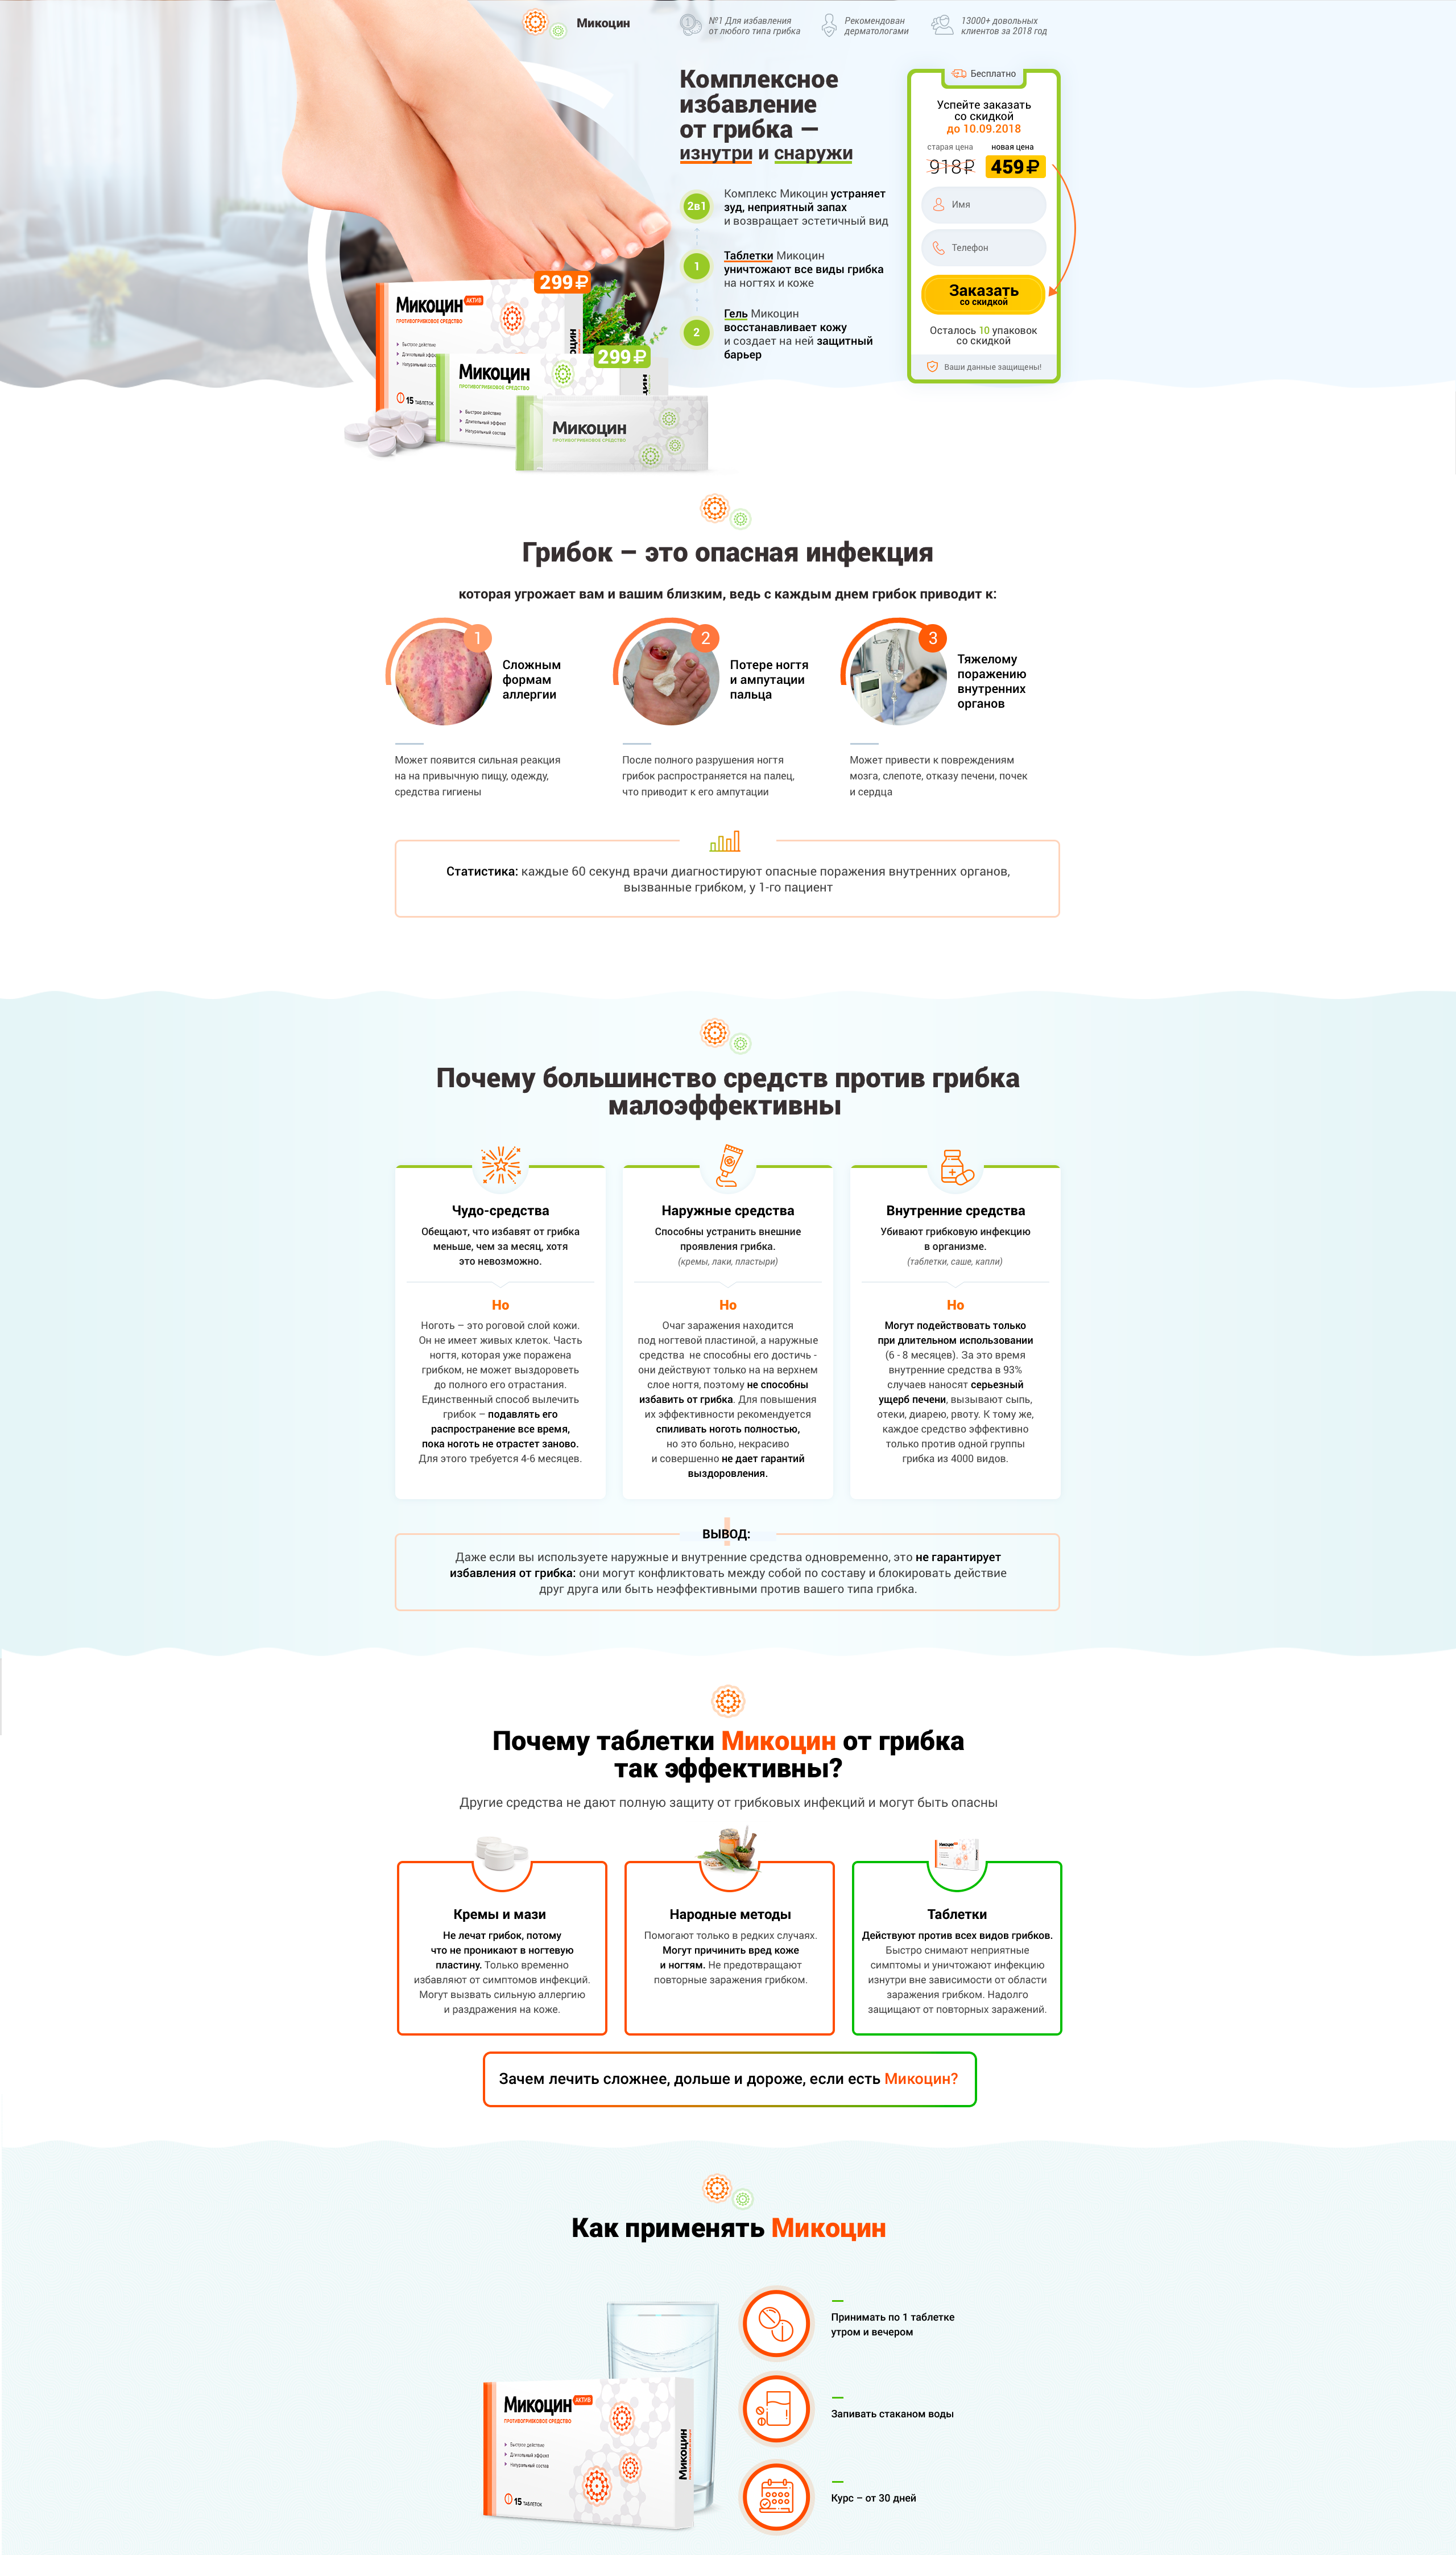 Микоцин
№1 Для избавления
от любого типа грибка
Рекомендован
дерматологами
13000+ довольных
клиентов за 2018 год
Комплексное
избавление
от грибка —
изнутри и снаружи
2в1
Комплекс Микоцин устраняет
зуд, неприятный запах
и возвращает эстетичный вид
1
Таблетки Микоцин
уничтожают все виды грибка
на ногтях и коже
2
Гель Микоцин
восстанавливает кожу
и создает на ней защитный
барьер
Бесплатно
Успейте заказать
со скидкой
до 10.09.2018
старая цена новая цена
918₽ 459₽
Имя
Телефон
Заказать
со скидкой
Осталось 10 упаковок
со скидкой
Ваши данные защищены!
299₽
Микоцин АКТИВ
ПРОТИВОГРИБКОВОЕ СРЕДСТВО
Быстрое действие
15 ТАБЛЕТОК
299₽
Микоцин
ПРОТИВОГРИБКОВОЕ СРЕДСТВО
Быстрое действие
Длительный эффект
Натуральный состав
Микоцин
ПРОТИВОГРИБКОВОЕ СРЕДСТВО
Грибок – это опасная инфекция
которая угрожает вам и вашим близким, ведь с каждым днем грибок приводит к:
1
Сложным
формам
аллергии
Может появится сильная реакция
на на привычную пищу, одежду,
средства гигиены
2
Потере ногтя
и ампутации
пальца
После полного разрушения ногтя
грибок распространяется на палец,
что приводит к его ампутации
3
Тяжелому
поражению
внутренних
органов
Может привести к повреждениям
мозга, слепоте, отказу печени, почек
и сердца
Статистика: каждые 60 секунд врачи диагностируют опасные поражения внутренних органов,
вызванные грибком, у 1-го пациент
Почему большинство средств против грибка
малоэффективны
Чудо-средства
Обещают, что избавят от грибка
меньше, чем за месяц, хотя
это невозможно.
Но
Ноготь – это роговой слой кожи.
Он не имеет живых клеток. Часть
ногтя, которая уже поражена
грибком, не может выздороветь
до полного его отрастания.
Единственный способ вылечить
грибок – подавлять его
распространение все время,
пока ноготь не отрастет заново.
Для этого требуется 4-6 месяцев.
Наружные средства
Способны устранить внешние
проявления грибка.
(кремы, лаки, пластыри)
Но
Очаг заражения находится
под ногтевой пластиной, а наружные
средства не способны его достичь -
они действуют только на на верхнем
слое ногтя, поэтому не способны
избавить от грибка. Для повышения
их эффективности рекомендуется
спиливать ноготь полностью,
но это больно, некрасиво
и совершенно не дает гарантий
выздоровления.
Внутренние средства
Убивают грибковую инфекцию
в организме.
(таблетки, саше, капли)
Но
Могут подействовать только
при длительном использовании
(6 - 8 месяцев). За это время
внутренние средства в 93%
случаев наносят серьезный
ущерб печени, вызывают сыпь,
отеки, диарею, рвоту. К тому же,
каждое средство эффективно
только против одной группы
грибка из 4000 видов.
ВЫВОД:
Даже если вы используете наружные и внутренние средства одновременно, это не гарантирует
избавления от грибка: они могут конфликтовать между собой по составу и блокировать действие
друг друга или быть неэффективными против вашего типа грибка.
Почему таблетки Микоцин от грибка
так эффективны?
Другие средства не дают полную защиту от грибковых инфекций и могут быть опасны
Кремы и мази
Не лечат грибок, потому
что не проникают в ногтевую
пластину. Только временно
избавляют от симптомов инфекций.
Могут вызвать сильную аллергию
и раздражения на коже.
Народные методы
Помогают только в редких случаях.
Могут причинить вред коже
и ногтям. Не предотвращают
повторные заражения грибком.
Таблетки
Действуют против всех видов грибков.
Быстро снимают неприятные
симптомы и уничтожают инфекцию
изнутри вне зависимости от области
заражения грибком. Надолго
защищают от повторных заражений.
Зачем лечить сложнее, дольше и дороже, если есть Микоцин?
Как применять Микоцин
Микоцин АКТИВ
ПРОТИВОГРИБКОВОЕ СРЕДСТВО
Быстрое действие
Длительный эффект
Натуральный состав
15 ТАБЛЕТОК
Микоцин
Принимать по 1 таблетке
утром и вечером
Запивать стаканом воды
Курс – от 30 дней